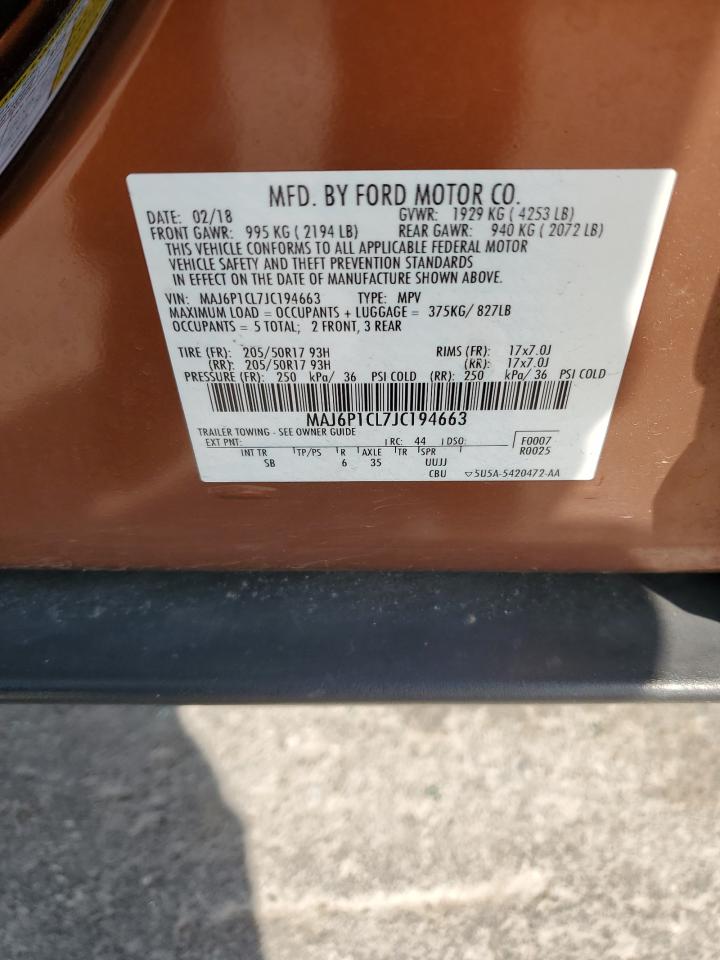 MFD. BY FORD MOTOR CO.
DATE: 02/18 GVWR: 1929 KG ( 4253 LB)
FRONT GAWR: 995 KG ( 2194 LB) REAR GAWR: 940 KG ( 2072 LB)
THIS VEHICLE CONFORMS TO ALL APPLICABLE FEDERAL MOTOR
VEHICLE SAFETY AND THEFT PREVENTION STANDARDS
IN EFFECT ON THE DATE OF MANUFACTURE SHOWN ABOVE.
VIN: MAJ6P1CL7JC194663 TYPE: MPV
MAXIMUM LOAD = OCCUPANTS + LUGGAGE = 375KG/ 827LB
OCCUPANTS = 5 TOTAL; 2 FRONT, 3 REAR
TIRE (FR): 205/50R17 93H RIMS (FR): 17x7.0J
(RR): 205/50R17 93H (RR): 17x7.0J
PRESSURE (FR): 250 kPa/ 36 PSI COLD (RR): 250 kPa/ 36 PSI COLD
MAJ6P1CL7JC194663
TRAILER TOWING - SEE OWNER GUIDE
EXT PNT: RC: 44 DSO: F0007
R0025
INT TR TP/PS R AXLE TR SPR
SB 6 35 UUJJ
CBU 5U5A-5420472-AA